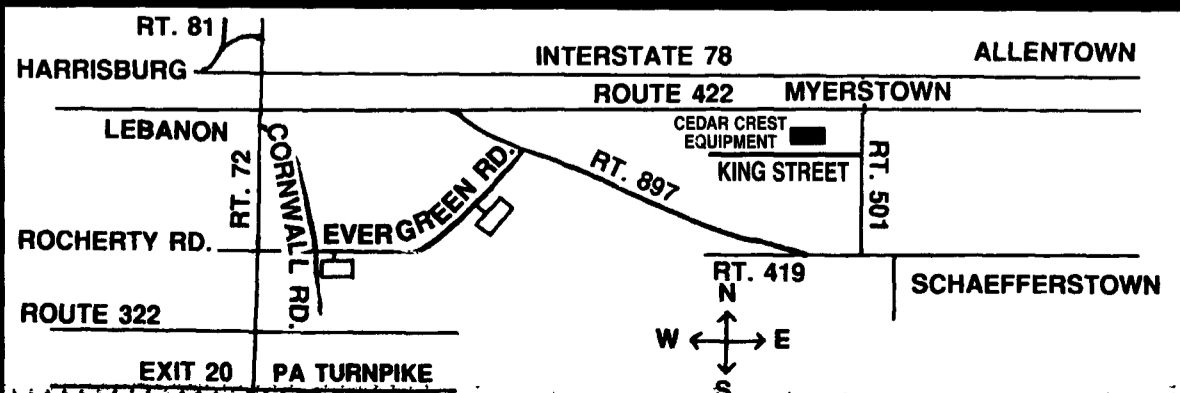 RT. 81
INTERSTATE 78
ALLENTOWN
HARRISBURG
ROUTE 422
MYERSTOWN
LEBANON
CEDAR CREST
EQUIPMENT
KING STREET
RT. 72
CORNWALL RD.
EVERGREEN RD.
RT. 897
RT. 501
ROCHERTY RD.
RT. 419
SCHAEFFERSTOWN
ROUTE 322
N
W
E
S
EXIT 20
PA TURNPIKE